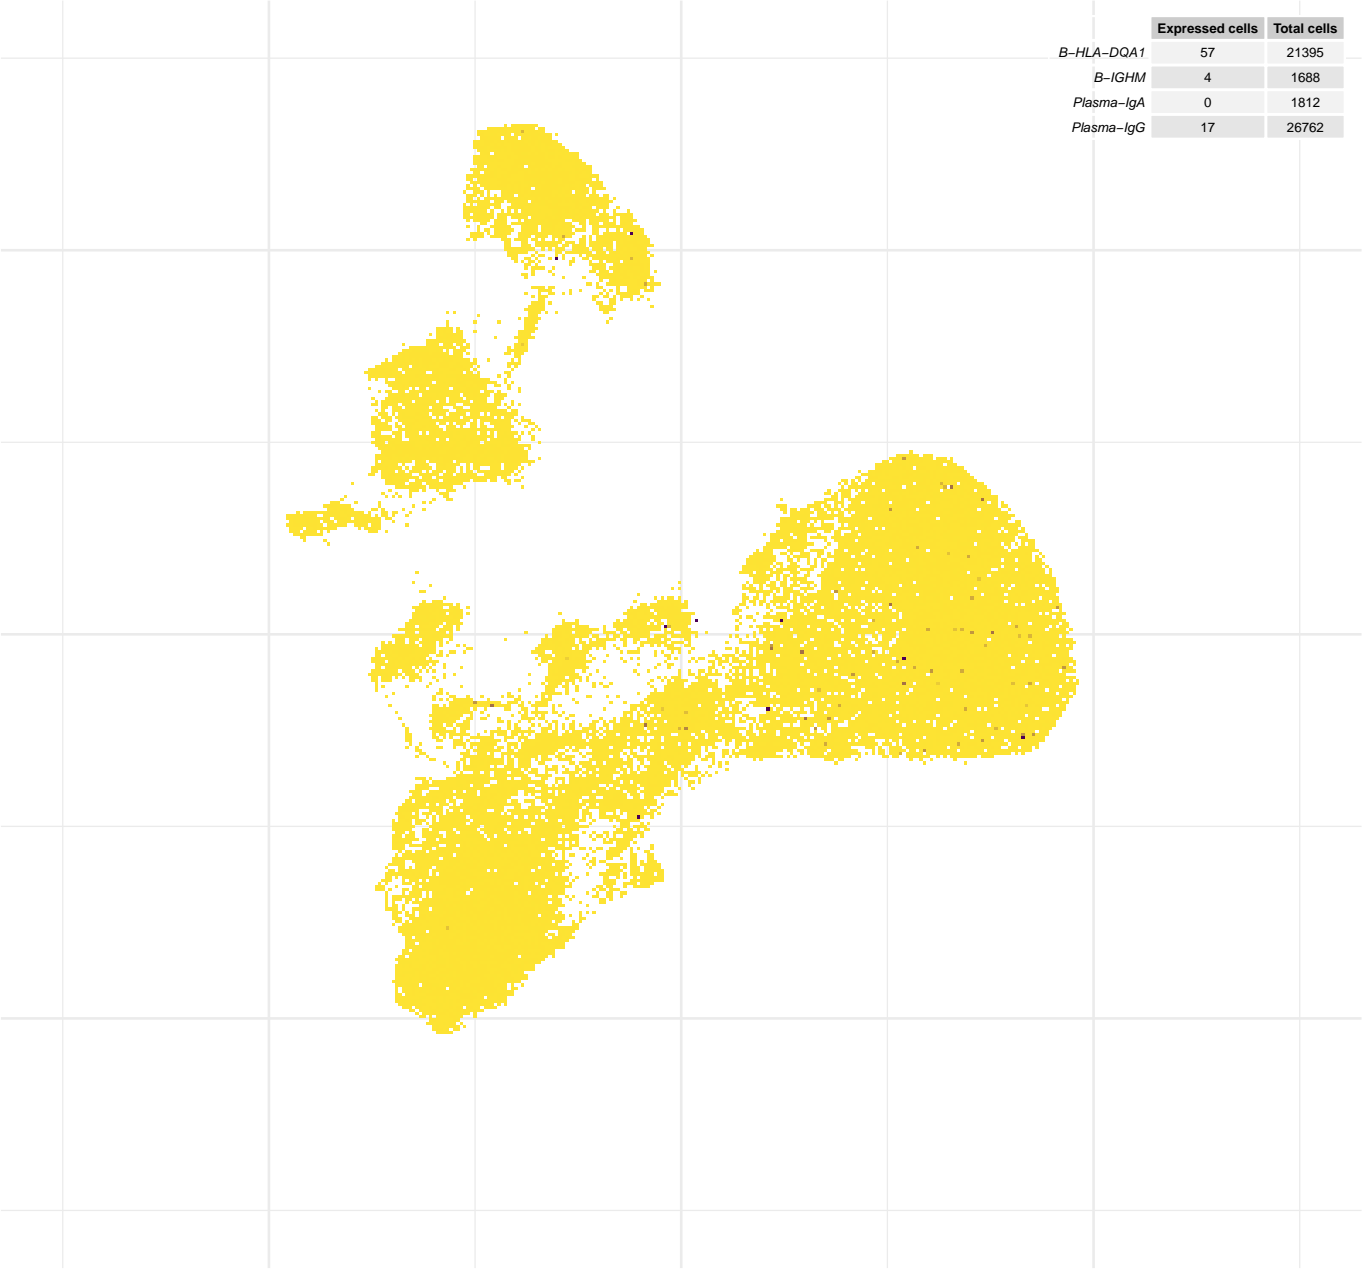 Expressed cells Total cells
B−HLA−DQA1 57 21395
B−IGHM 4 1688
Plasma−IgA 0 1812
Plasma−IgG 17 26762